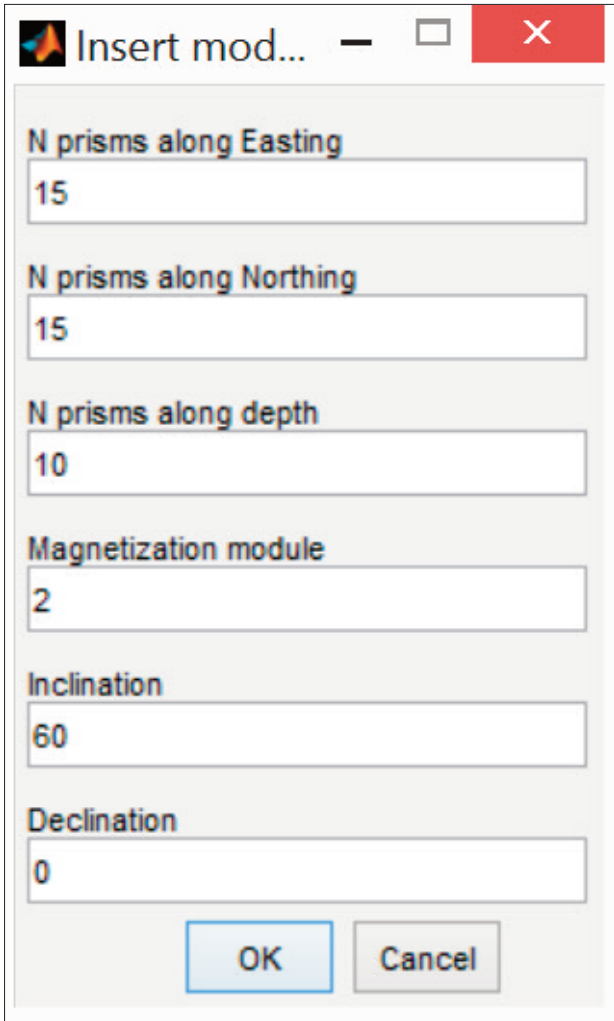 Insert mod...
N prisms along Easting
15
N prisms along Northing
15
N prisms along depth
10
Magnetization module
2
Inclination
60
Declination
0
OK Cancel